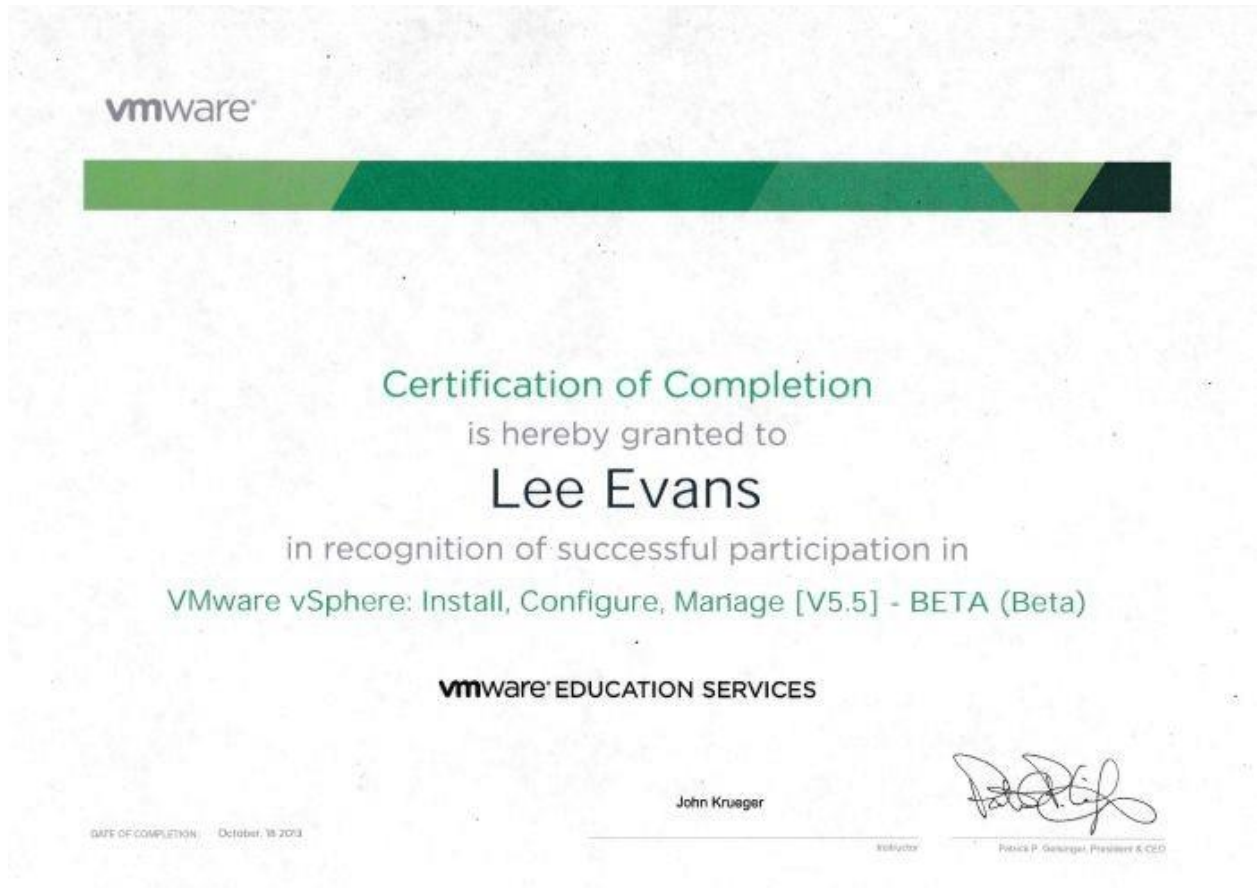 vmware®
Certification of Completion
is hereby granted to
Lee Evans
in recognition of successful participation in
VMware vSphere: Install, Configure, Manage [V5.5] - BETA (Beta)
vmware® EDUCATION SERVICES
John Krueger
DATE OF COMPLETION: October, 18 2013
Instructor
Patrick P. Gelsinger, President & CEO